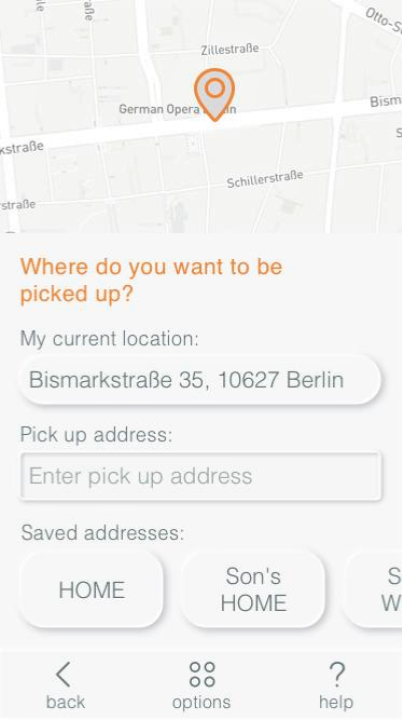 Otto-S
Zillestraße
German Opera
Bism
kstraße
Schillerstraße
straße
Where do you want to be
picked up?
My current location:
Bismarkstraße 35, 10627 Berlin
Pick up address:
Enter pick up address
Saved addresses:
HOME
Son's
HOME
S
W
back
options
? help